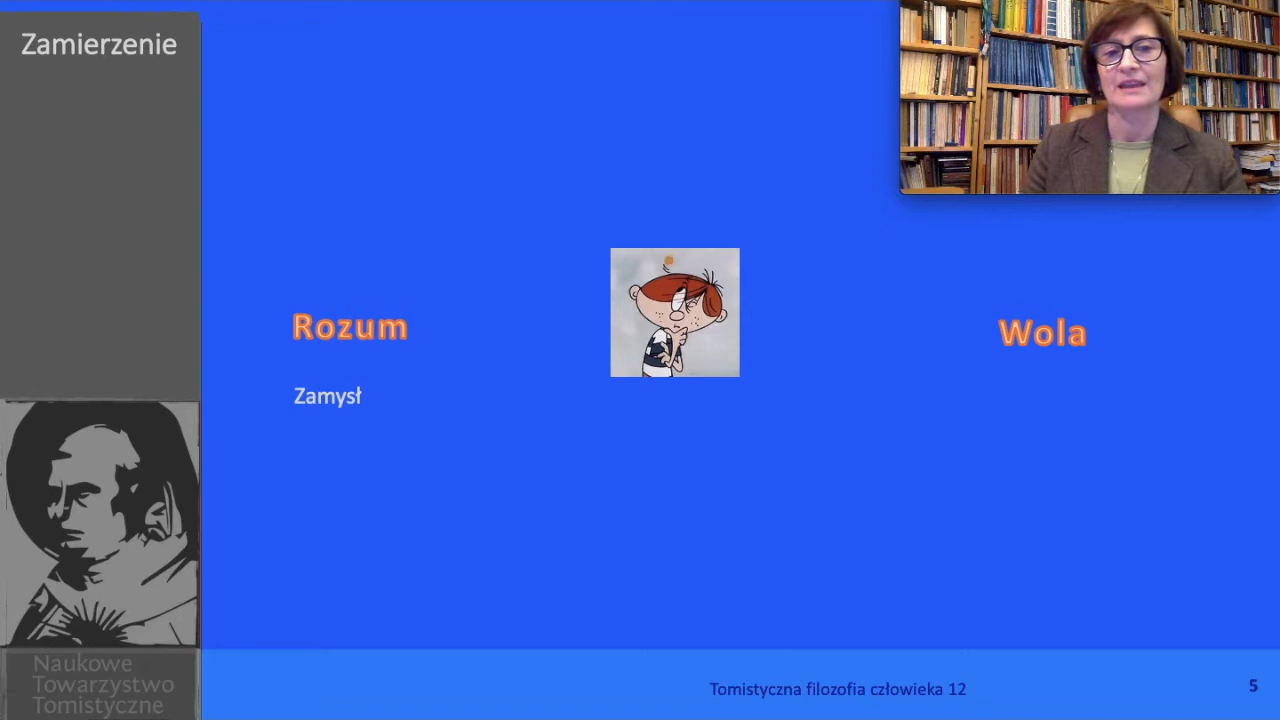 Zamierzenie
Rozum
Wola
Zamysł
Naukowe
Towarzystwo
Tomistyczne
Tomistyczna filozofia człowieka 12
5